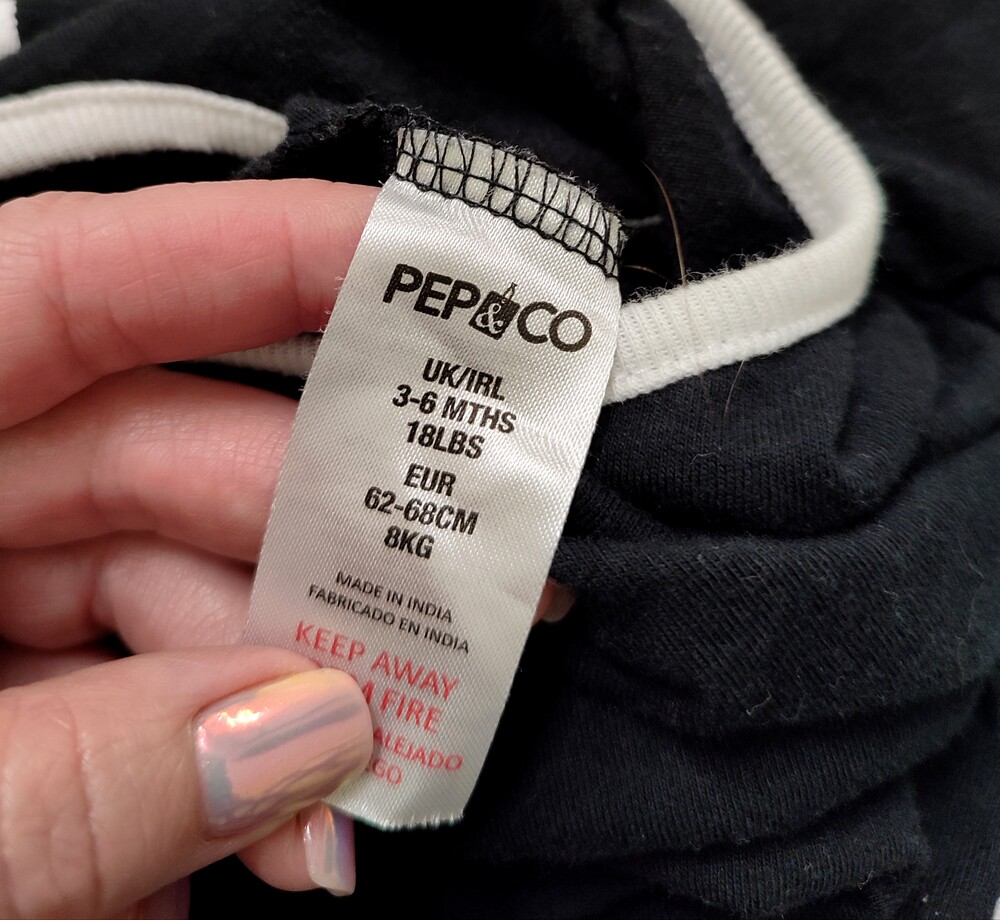 PEP&CO
UK/IRL
3-6 MTHS
18LBS
EUR
62-68CM
8KG
MADE IN INDIA
FABRICADO EN INDIA
KEEP AWAY
FIRE
ALEJADO